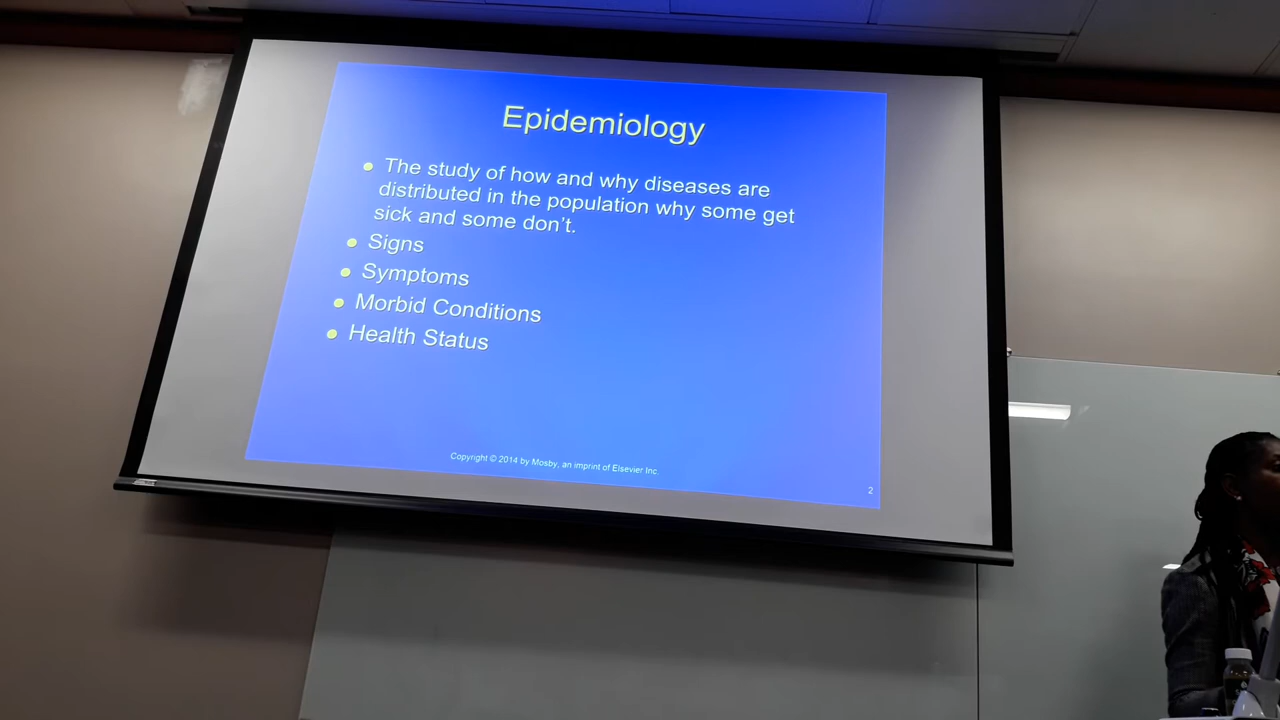 Epidemiology
• The study of how and why diseases are
distributed in the population why some get
sick and some don't.
• Signs
• Symptoms
• Morbid Conditions
• Health Status
Copyright © 2014 by Mosby, an imprint of Elsevier Inc.
2